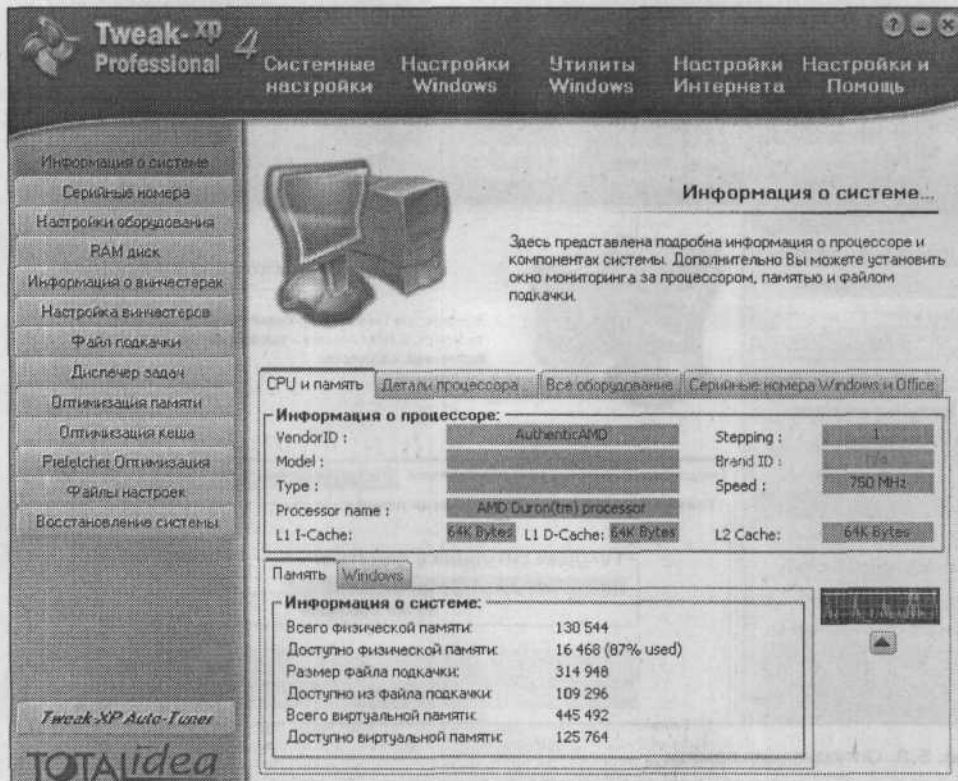 Tweak-XP
Professional 4
Системные настройки
Настройки Windows
Утилиты Windows
Настройки Интернета
Настройки и Помощь
Информация о системе
Серийные номера
Настройки оборудования
RAM диск
Информация о винчестерах
Настройка винчестеров
Файл подкачки
Диспечер задач
Оптимизация памяти
Оптимизация кеша
Prefetcher Оптимизация
Файлы настроек
Восстановление системы
Tweak-XP Auto-Tuner
TOTALidea
Информация о системе...
Здесь представлена подробна информация о процессоре и
компонентах системы. Дополнительно Вы можете установить
окно мониторинга за процессором, памятью и файлом
подкачки.
CPU и память Детали процессора Всё оборудование Серийные номера Windows и Office
Информация о процессоре:
VendorID : AuthenticAMD Stepping : 1
Model : Brand ID : n/a
Type : Speed : 750 MHz
Processor name : AMD Duron(tm) processor
L1 I-Cache: 64K Bytes L1 D-Cache: 64K Bytes L2 Cache: 64K Bytes
Память Windows
Информация о системе:
Всего физической памяти: 130 544
Доступно физической памяти: 16 468 (87% used)
Размер файла подкачки: 314 948
Доступно из файла подкачки: 109 296
Всего виртуальной памяти: 445 492
Доступно виртуальной памяти: 125 764